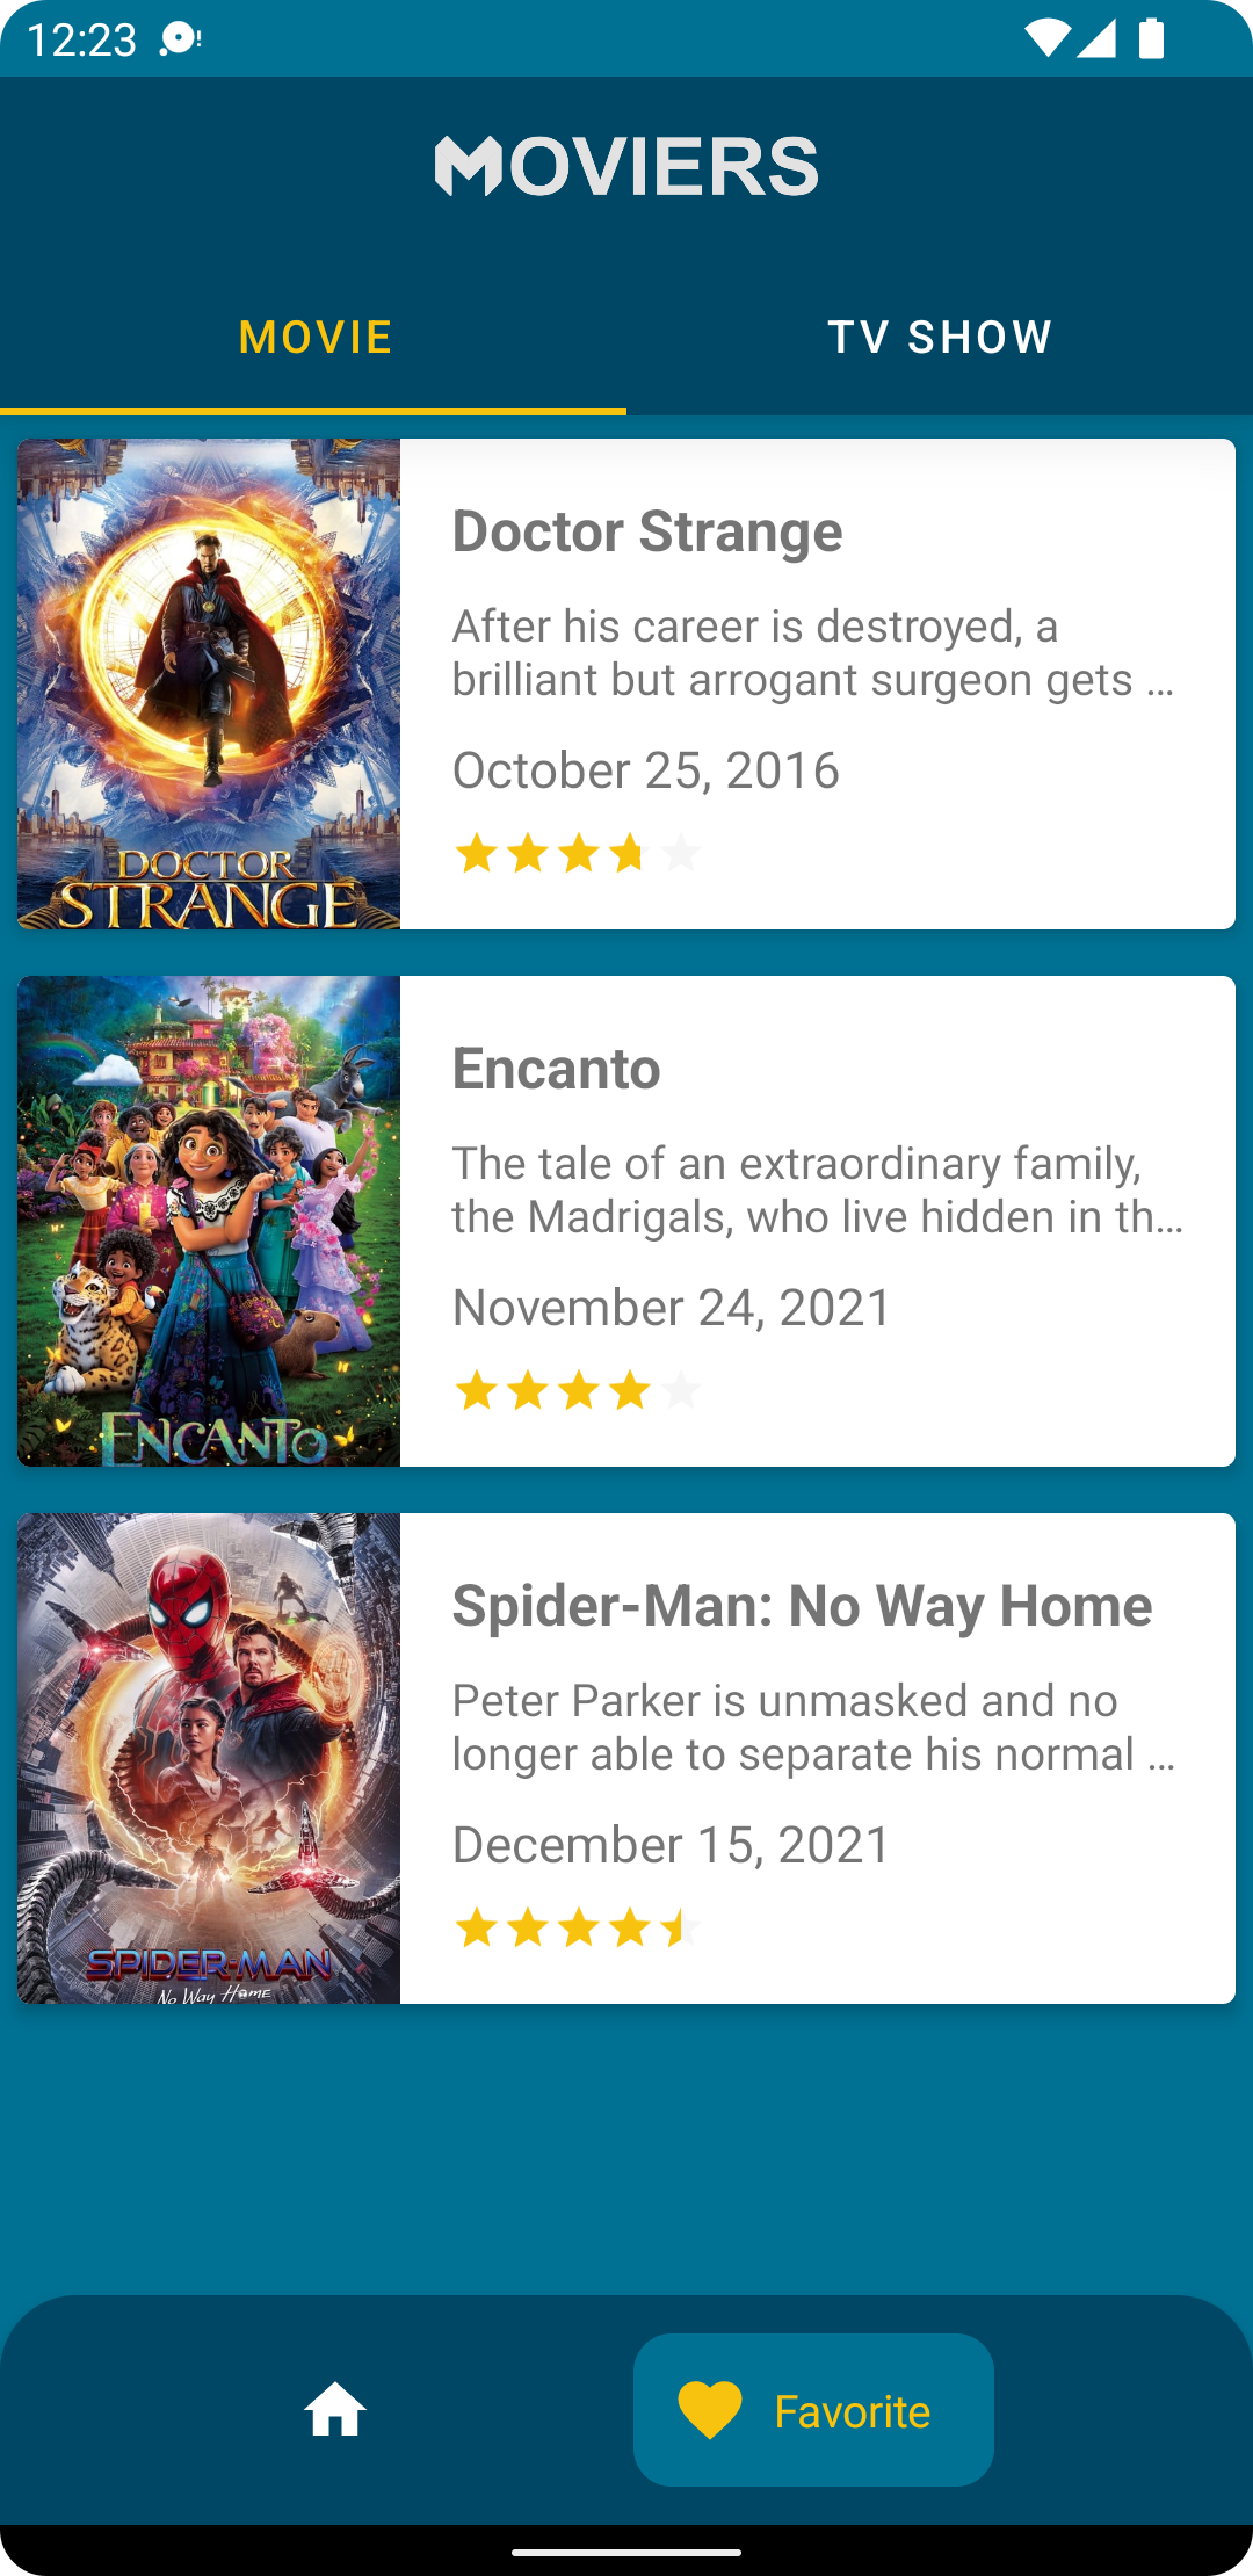 12:23
MOVIERS
MOVIE
TV SHOW
DOCTOR
STRANGE
Doctor Strange
After his career is destroyed, a
brilliant but arrogant surgeon gets ...
October 25, 2016
ENCANTO
Encanto
The tale of an extraordinary family,
the Madrigals, who live hidden in th...
November 24, 2021
SPIDER-MAN
No Way Home
Spider-Man: No Way Home
Peter Parker is unmasked and no
longer able to separate his normal ...
December 15, 2021
Favorite